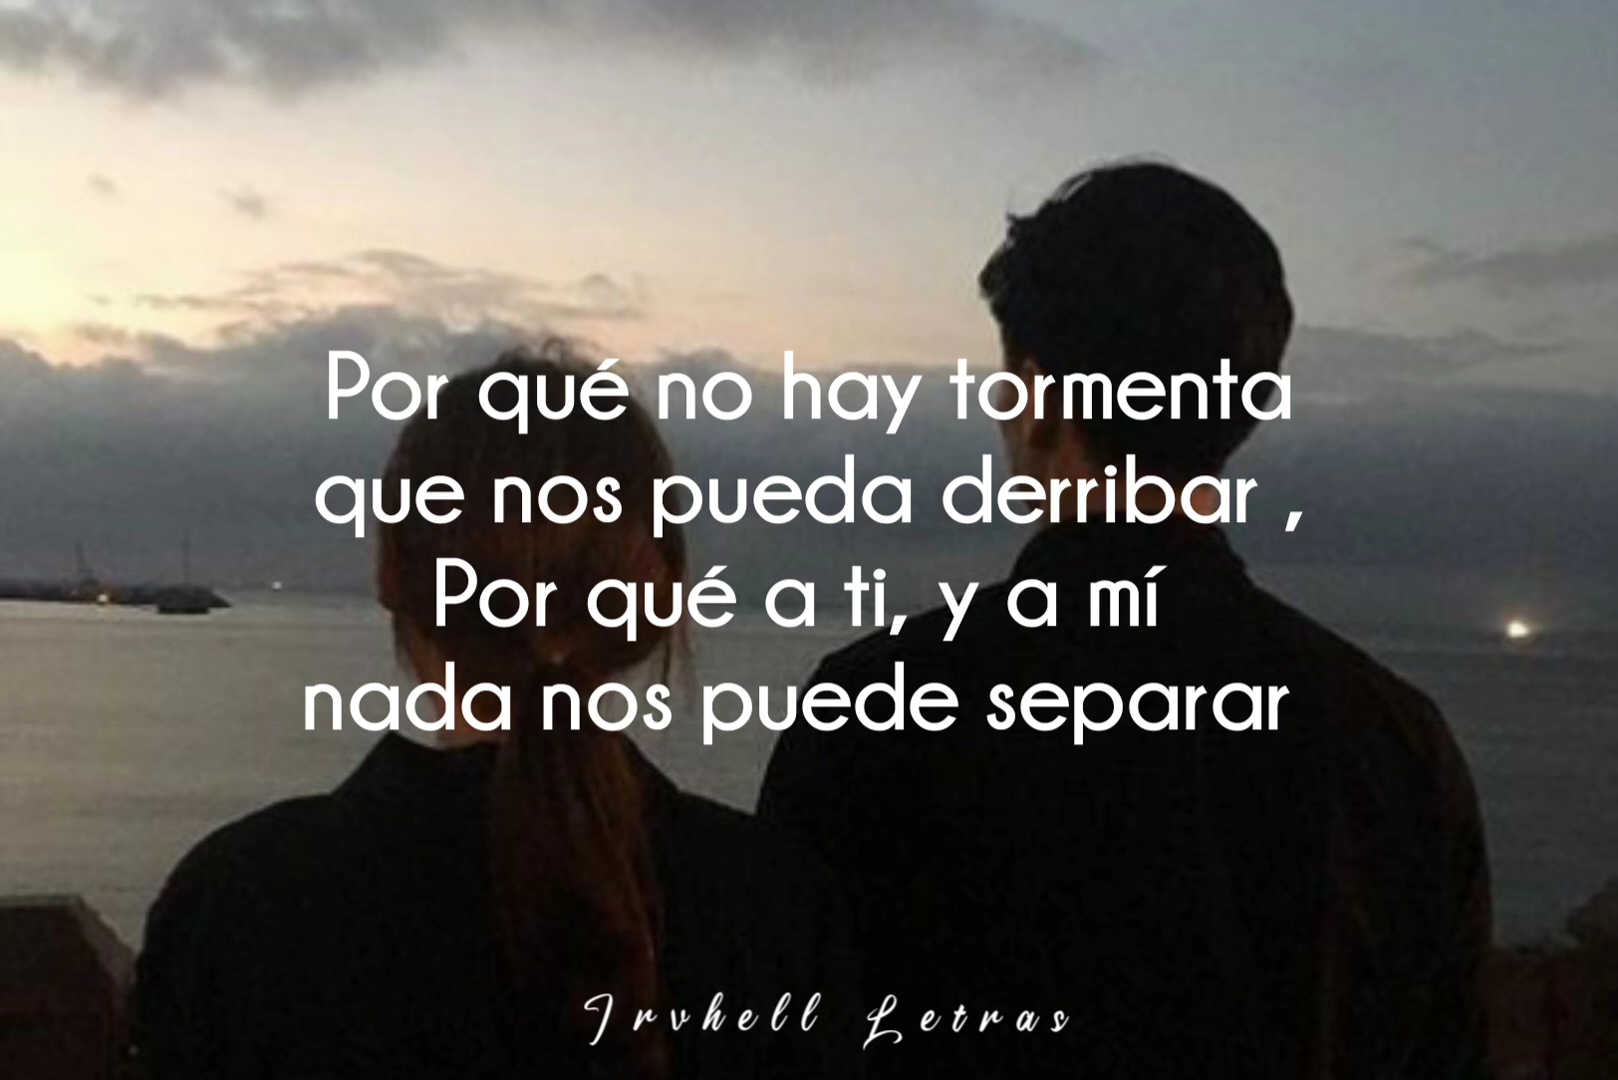 Por qué no hay tormenta
que nos pueda derribar ,
Por qué a ti, y a mí
nada nos puede separar
Irvhell Letras